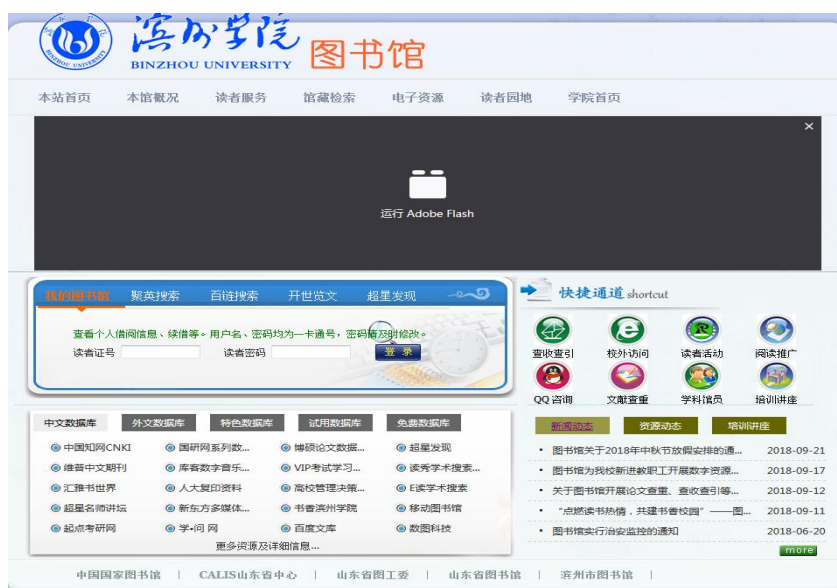 滨州学院 图书馆
BINZHOU UNIVERSITY
本站首页 本馆概况 读者服务 馆藏检索 电子资源 读者园地 学院首页
运行 Adobe Flash
我的图书馆 聚英搜索 百链搜索 开世览文 超星发现
查看个人借阅信息、续借等。用户名、密码均为一卡通号，密码请及时修改。
读者证号 读者密码 登 录
快捷通道 shortcut
查收查引 校外访问 读者活动 阅读推广
QQ咨询 文献查重 学科馆员 培训讲座
中文数据库 外文数据库 特色数据库 试用数据库 免费数据库
中国知网CNKI 国研网系列数... 博硕论文数据... 超星发现
维普中文期刊 库客数字音乐... VIP考试学习... 读秀学术搜索...
汇雅书世界 人大复印资料 高校管理决策... E读学术搜索
超星名师讲坛 新东方多媒体... 书香滨州学院 移动图书馆
起点考研网 学·问 网 百度文库 数图科技
更多资源及详细信息...
新闻动态 资源动态 培训讲座
图书馆关于2018年中秋节放假安排的通... 2018-09-21
图书馆为我校新进教职工开展数字资源... 2018-09-17
关于图书馆开展论文查重、查收查引等... 2018-09-12
“点燃读书热情，共建书香校园”——图... 2018-09-11
图书馆实行治安监控的通知 2018-06-20
more
中国国家图书馆 | CALIS山东省中心 | 山东省图工委 | 山东省图书馆 | 滨州市图书馆 |